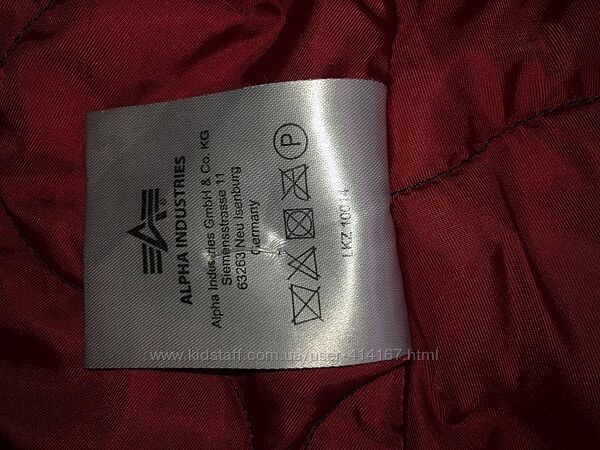 ALPHA INDUSTRIES
Alpha Industries GmbH & Co. KG
Siemensstrasse 11
63263 Neu Isenburg
Germany
P
LKZ
www.kidstaff.com.ua/user-414167.html